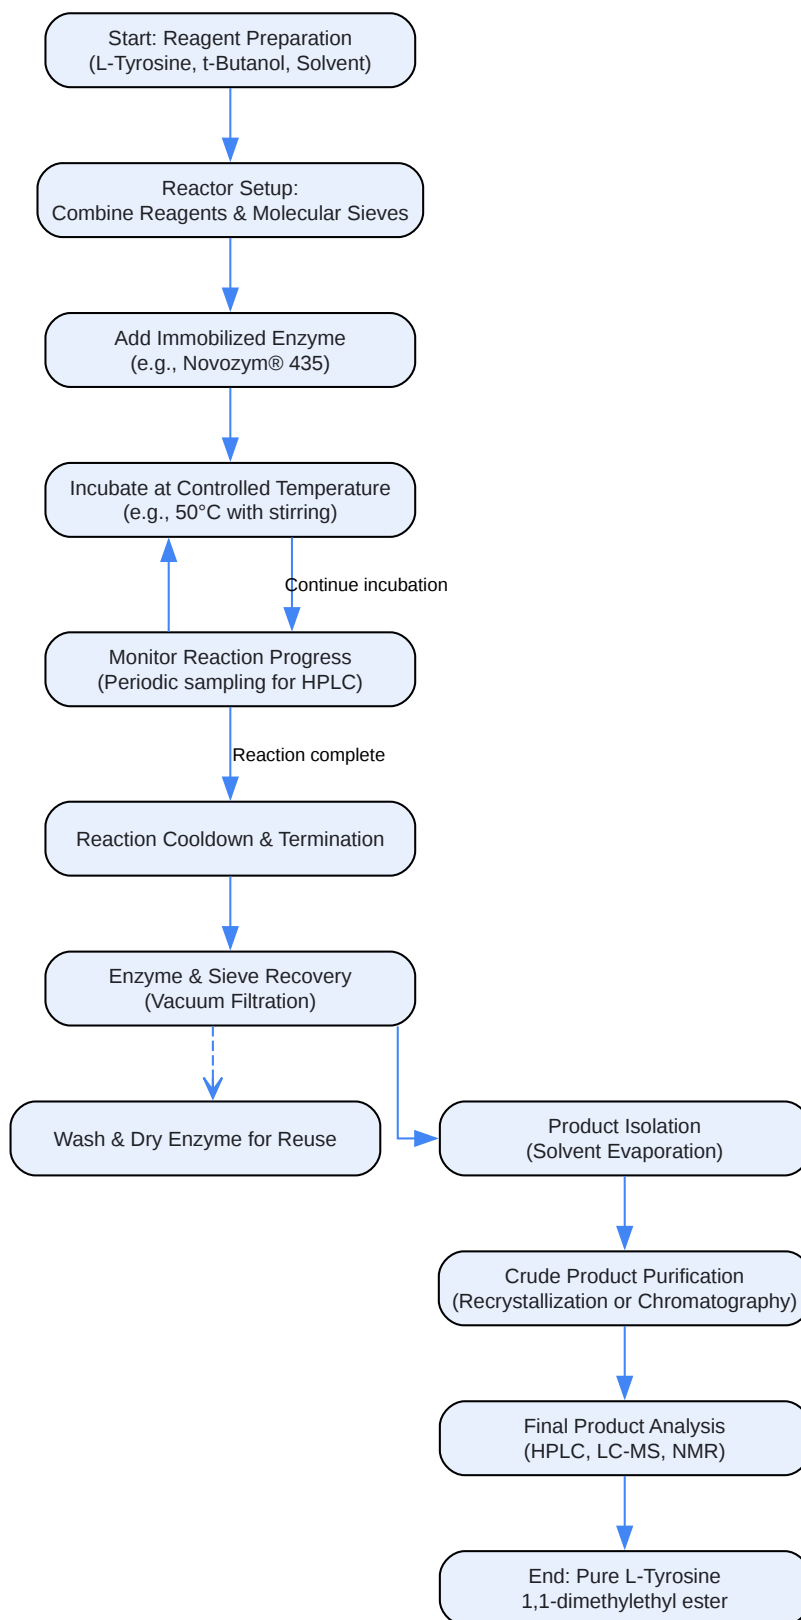 Start: Reagent Preparation
(L-Tyrosine, t-Butanol, Solvent)
Reactor Setup:
Combine Reagents & Molecular Sieves
Add Immobilized Enzyme
(e.g., Novozym® 435)
Incubate at Controlled Temperature
(e.g., 50°C with stirring)
Continue incubation
Monitor Reaction Progress
(Periodic sampling for HPLC)
Reaction complete
Reaction Cooldown & Termination
Enzyme & Sieve Recovery
(Vacuum Filtration)
Wash & Dry Enzyme for Reuse
Product Isolation
(Solvent Evaporation)
Crude Product Purification
(Recrystallization or Chromatography)
Final Product Analysis
(HPLC, LC-MS, NMR)
End: Pure L-Tyrosine
1,1-dimethylethyl ester